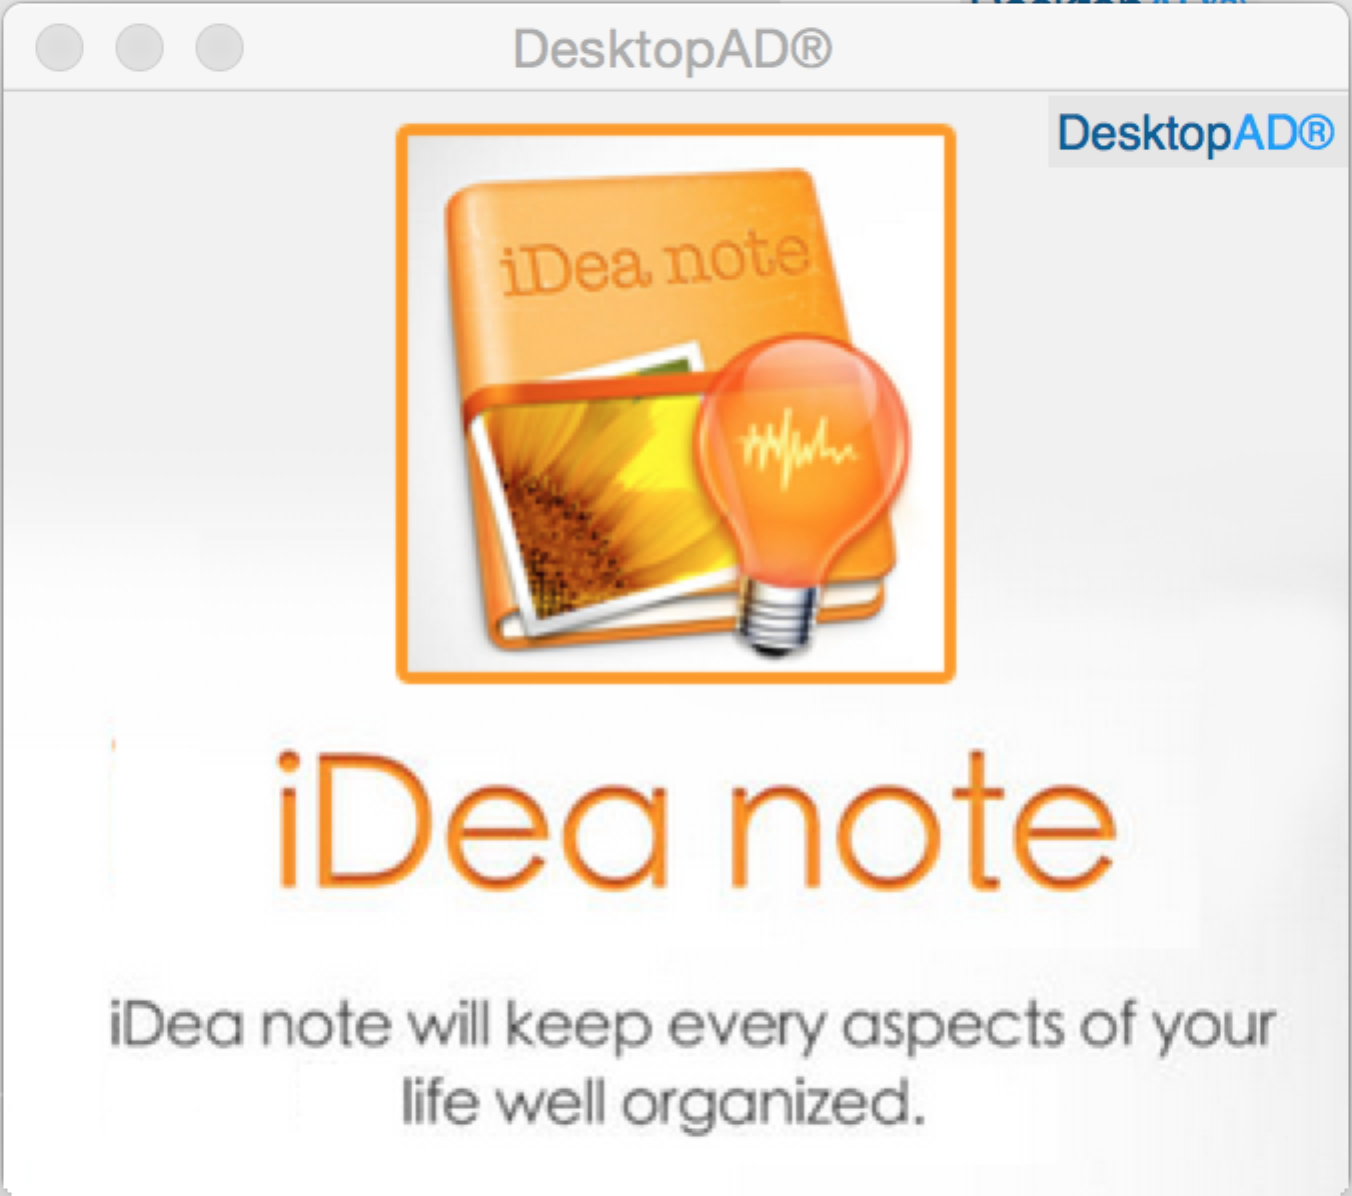 DesktopAD®
DesktopAD®
iDea note
iDea note
iDea note will keep every aspects of your
life well organized.